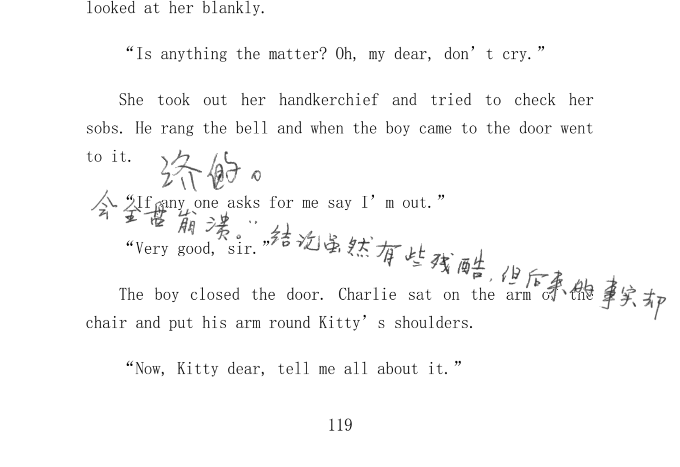 looked at her blankly.
“Is anything the matter? Oh, my dear, don’t cry.”
She took out her handkerchief and tried to check her
sobs. He rang the bell and when the boy came to the door went
to it.
“If any one asks for me say I’m out.”
会全营崩溃。”结论虽然有些残酷,但后来的事实却
“Very good, sir.”
The boy closed the door. Charlie sat on the arm of the
chair and put his arm round Kitty’s shoulders.
“Now, Kitty dear, tell me all about it.”
119